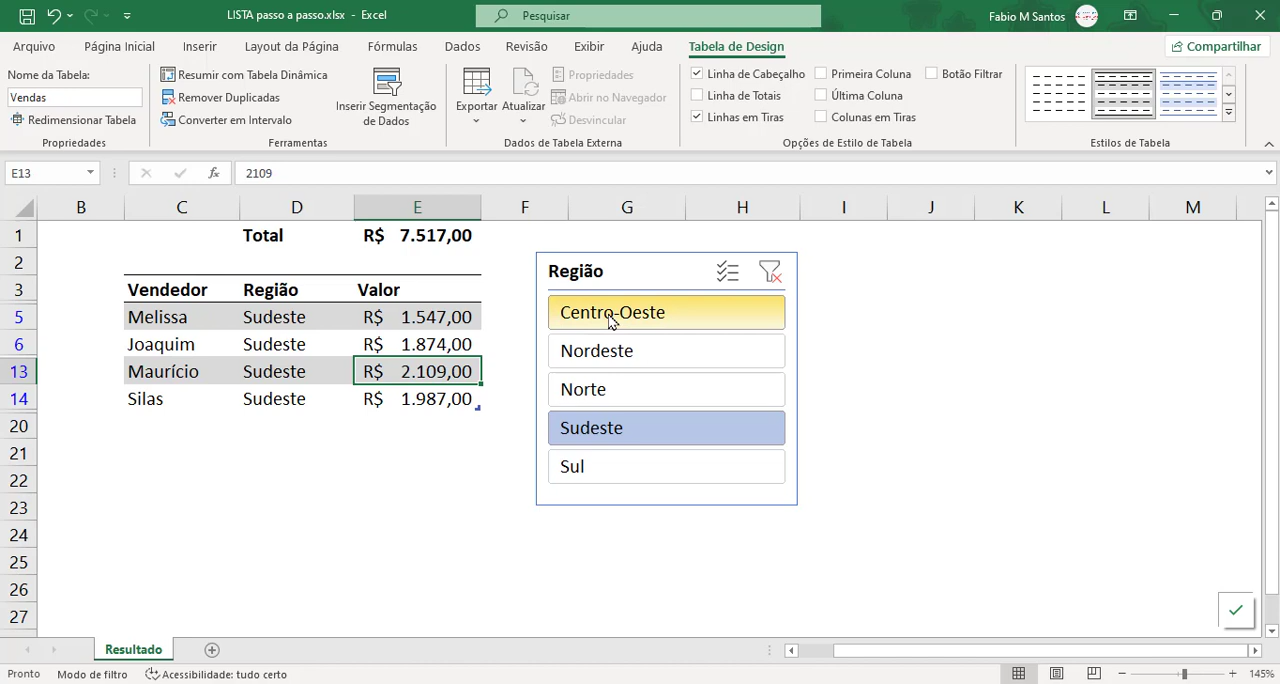 LISTA passo a passo.xlsx - Excel
Pesquisar
Fabio M Santos
Arquivo Página Inicial Inserir Layout da Página Fórmulas Dados Revisão Exibir Ajuda Tabela de Design Compartilhar
Nome da Tabela:
Vendas
Redimensionar Tabela
Propriedades
Resumir com Tabela Dinâmica
Remover Duplicadas
Converter em Intervalo
Inserir Segmentação
de Dados
Ferramentas
Exportar Atualizar
Propriedades
Abrir no Navegador
Desvincular
Dados de Tabela Externa
Linha de Cabeçalho Primeira Coluna Botão Filtrar
Linha de Totais Última Coluna
Linhas em Tiras Colunas em Tiras
Opções de Estilo de Tabela
Estilos de Tabela
E13 fx 2109
B C D E F G H I J K L M
1 Total R$ 7.517,00
2
3 Vendedor Região Valor
5 Melissa Sudeste R$ 1.547,00
6 Joaquim Sudeste R$ 1.874,00
13 Maurício Sudeste R$ 2.109,00
14 Silas Sudeste R$ 1.987,00
20
21
22
23
24
25
26
27
Região
Centro-Oeste
Nordeste
Norte
Sudeste
Sul
Resultado
Pronto Modo de filtro Acessibilidade: tudo certo 145%